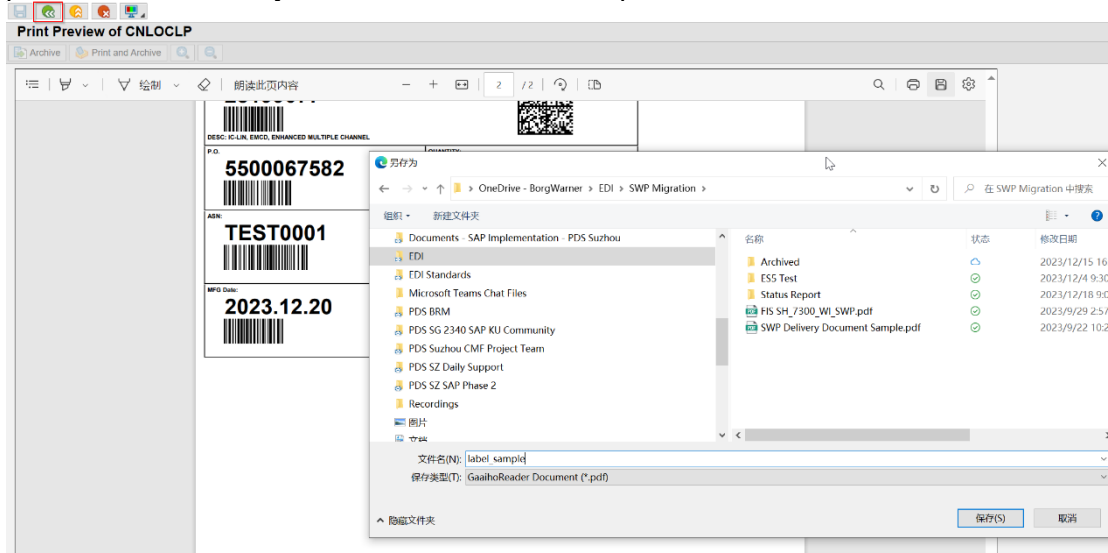 Print Preview of CNLOCLP
Archive Print and Archive
绘制 朗读此页内容 2 / 2
DESC: IC-LIN, EMCD, ENHANCED MULTIPLE CHANNEL
P.O. QUANTITY:
5500067582
ASN:
TEST0001
MFG Date:
2023.12.20
另存为
OneDrive - BorgWarner > EDI > SWP Migration >
在 SWP Migration 中搜索
组织 新建文件夹
名称 状态 修改日期
Documents - SAP Implementation - PDS Suzhou
EDI
EDI Standards
Microsoft Teams Chat Files
PDS BRM
PDS SG 2340 SAP KU Community
PDS Suzhou CMF Project Team
PDS SZ Daily Support
PDS SZ SAP Phase 2
Recordings
图片
文档
Archived 2023/12/15 16
ES5 Test 2023/12/4 9:30
Status Report 2023/12/18 9:0
FIS SH_7300_WI_SWP.pdf 2023/9/29 2:57
SWP Delivery Document Sample.pdf 2023/9/22 10:2
文件名(N): label_sample
保存类型(T): GaaihoReader Document (*.pdf)
隐藏文件夹 保存(S) 取消